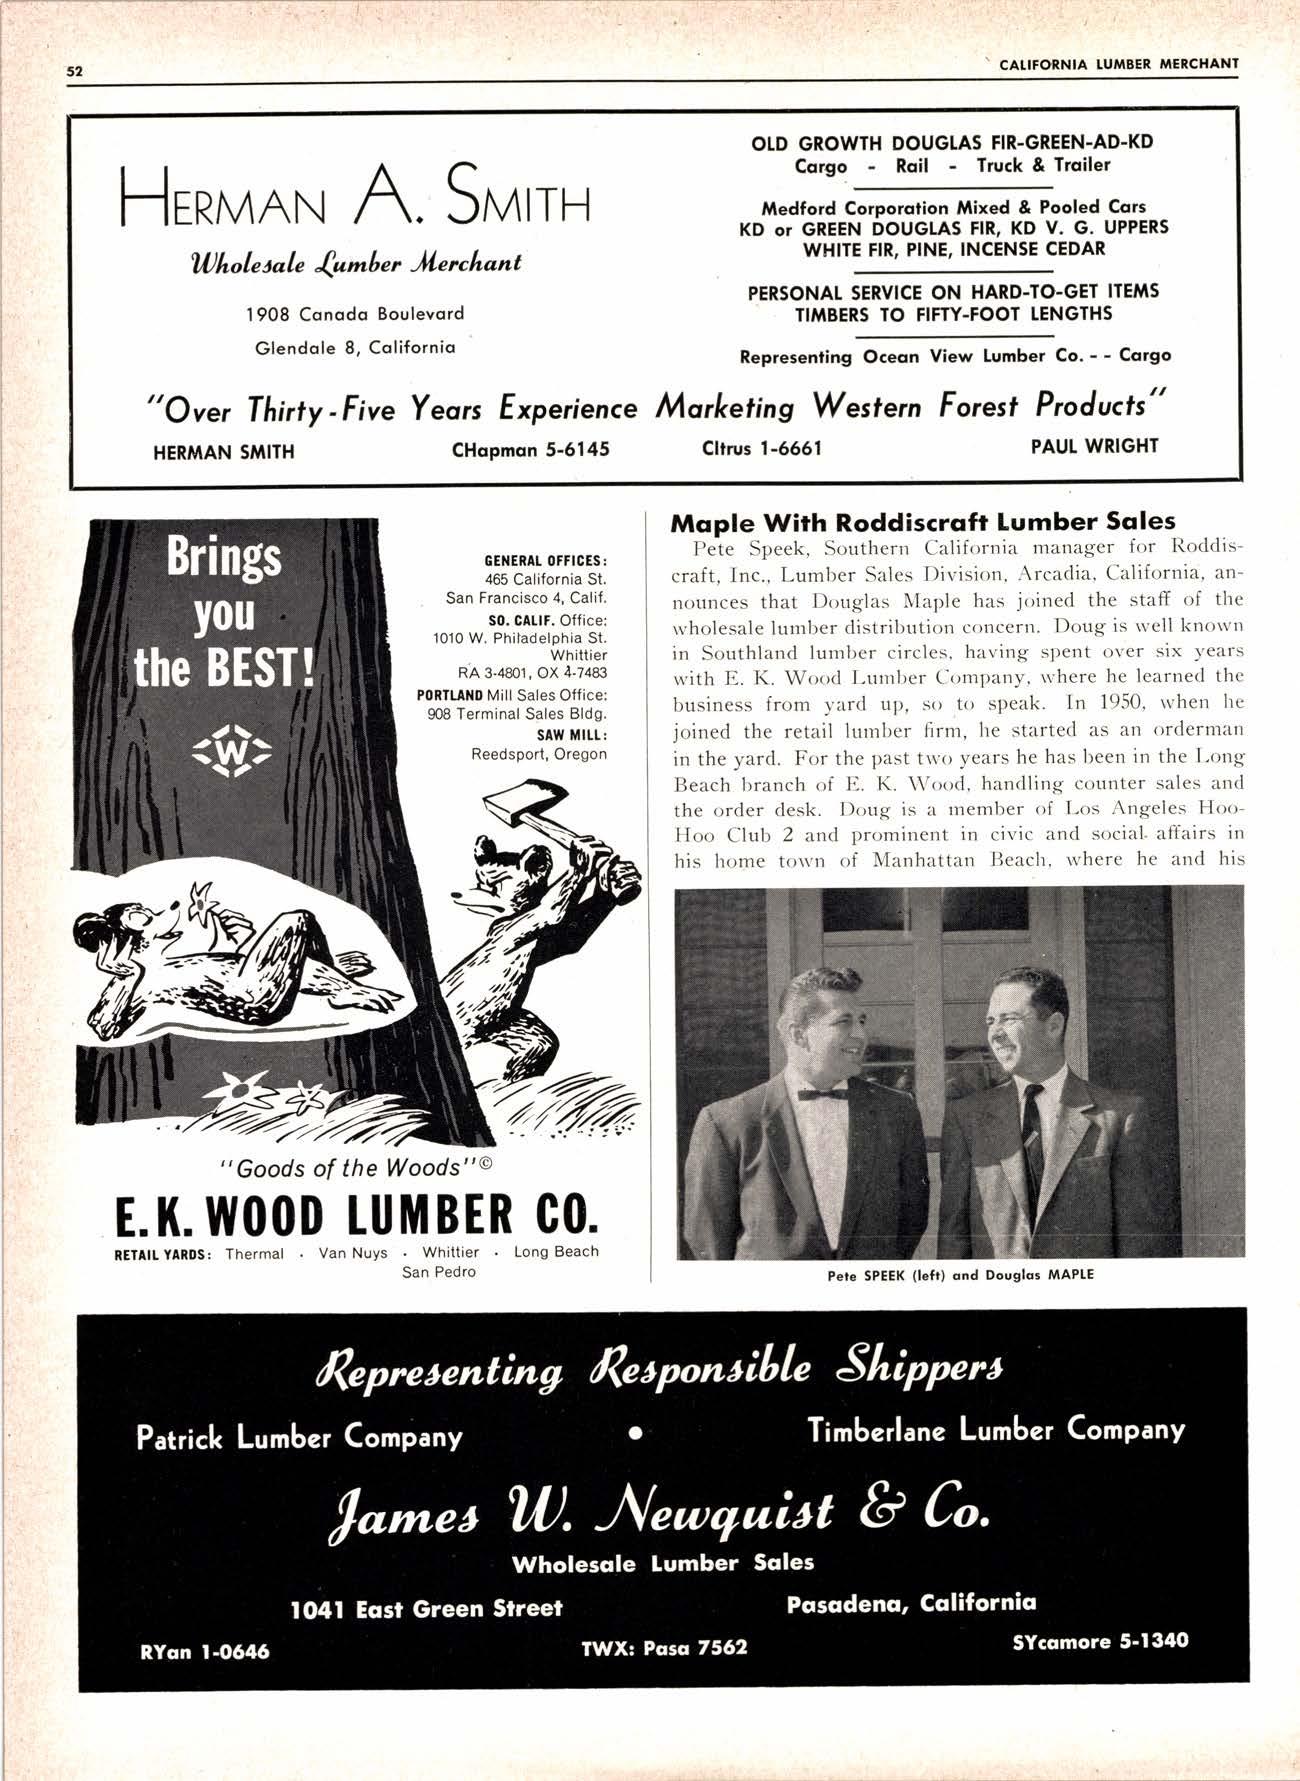 52
CALIFORNIA LUMBER MERCHANT
HERMAN A. SMITH
Wholesale Lumber Merchant
1908 Canada Boulevard
Glendale 8, California
OLD GROWTH DOUGLAS FIR-GREEN-AD-KD
Cargo - Rail - Truck & Trailer
Medford Corporation Mixed & Pooled Cars
KD or GREEN DOUGLAS FIR, KD V. G. UPPERS
WHITE FIR, PINE, INCENSE CEDAR
PERSONAL SERVICE ON HARD-TO-GET ITEMS
TIMBERS TO FIFTY-FOOT LENGTHS
Representing Ocean View Lumber Co. - - Cargo
"Over Thirty-Five Years Experience Marketing Western Forest Products"
HERMAN SMITH CHapman 5-6145 CItrus 1-6661 PAUL WRIGHT
Brings
you
the BEST!
W
GENERAL OFFICES:
465 California St.
San Francisco 4, Calif.
SO. CALIF. Office:
1010 W. Philadelphia St.
Whittier
RA 3-4801, OX 4-7483
PORTLAND Mill Sales Office:
908 Terminal Sales Bldg.
SAW MILL:
Reedsport, Oregon
"Goods of the Woods"©
E. K. WOOD LUMBER CO.
RETAIL YARDS: Thermal · Van Nuys · Whittier · Long Beach
San Pedro
Maple With Roddiscraft Lumber Sales
Pete Speek, Southern California manager for Roddis-
craft, Inc., Lumber Sales Division, Arcadia, California, an-
nounces that Douglas Maple has joined the staff of the
wholesale lumber distribution concern. Doug is well known
in Southland lumber circles, having spent over six years
with E. K. Wood Lumber Company, where he learned the
business from yard up, so to speak. In 1950, when he
joined the retail lumber firm, he started as an orderman
in the yard. For the past two years he has been in the Long
Beach branch of E. K. Wood, handling counter sales and
the order desk. Doug is a member of Los Angeles Hoo-
Hoo Club 2 and prominent in civic and social affairs in
his home town of Manhattan Beach, where he and his
Pete SPEEK (left) and Douglas MAPLE
Representing Responsible Shippers
Patrick Lumber Company • Timberlane Lumber Company
James W. Newquist & Co.
Wholesale Lumber Sales
1041 East Green Street Pasadena, California
RYan 1-0646 TWX: Pasa 7562 SYcamore 5-1340